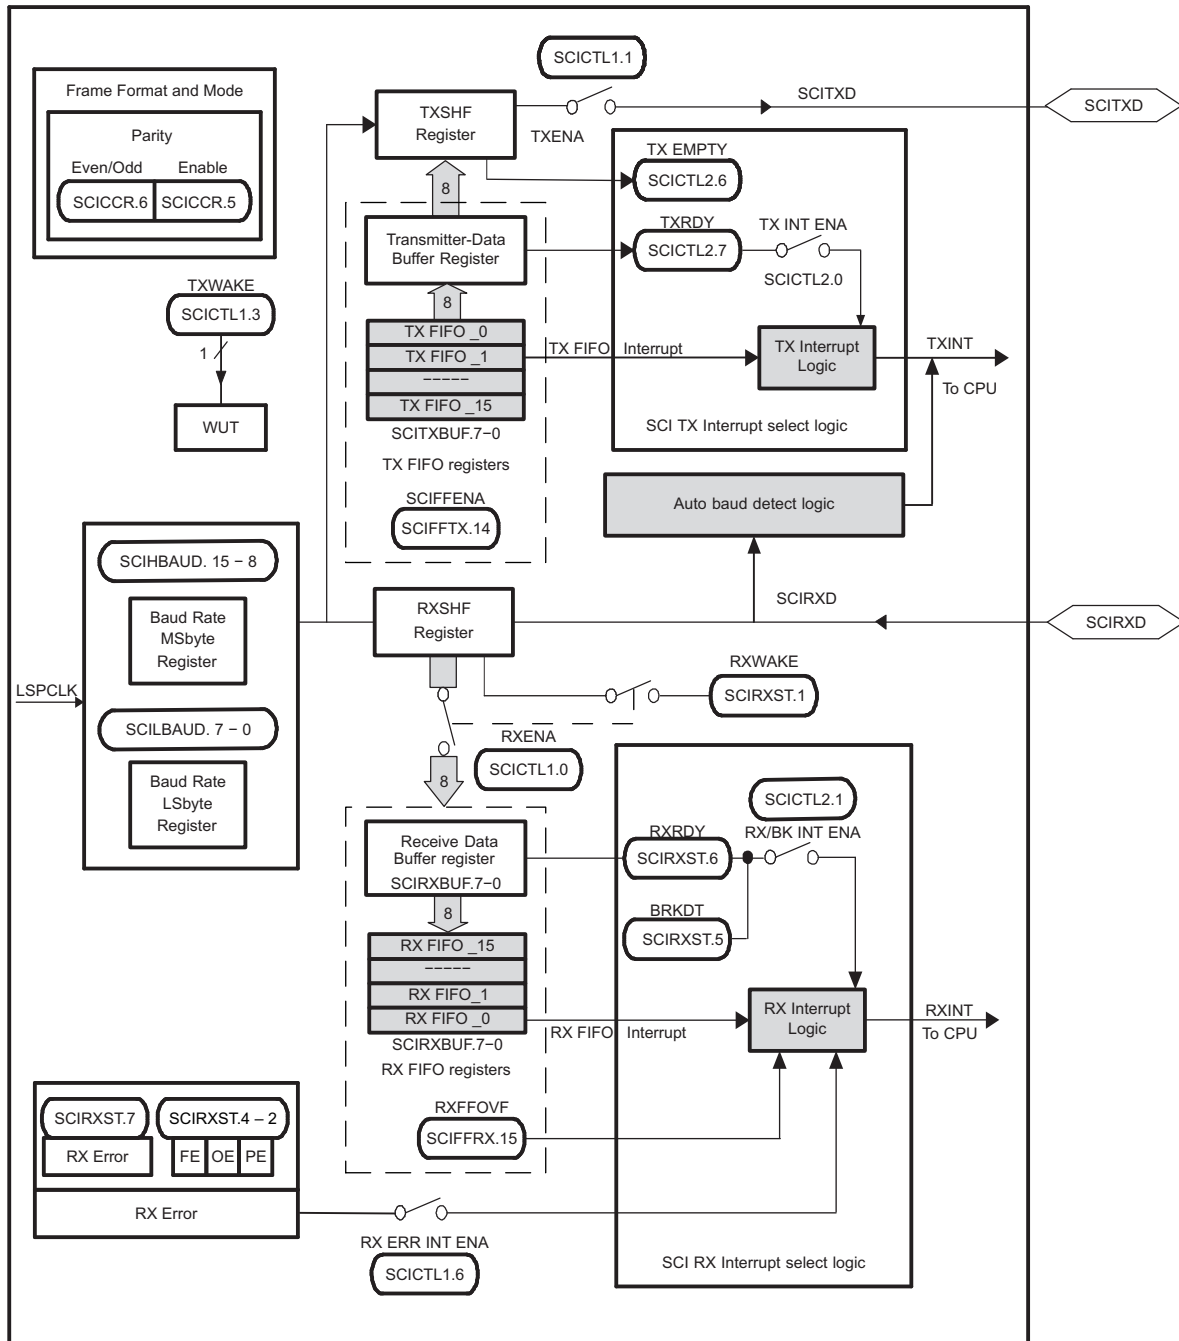 SCICTL1.1
Frame Format and Mode
Parity
Even/Odd Enable
SCICCR.6 SCICCR.5
TXSHF
Register
TXENA
SCITXD
SCITXD
TX EMPTY
SCICTL2.6
8
Transmitter-Data
Buffer Register
TXRDY
SCICTL2.7
TX INT ENA
SCICTL2.0
8
TX FIFO _0
TX FIFO _1
−−−−−
TX FIFO _15
SCITXBUF.7−0
TX FIFO registers
SCIFFENA
SCIFFTX.14
TX FIFO Interrupt
TX Interrupt
Logic
TXINT
To CPU
SCI TX Interrupt select logic
TXWAKE
SCICTL1.3
1
WUT
Auto baud detect logic
SCIHBAUD. 15 − 8
Baud Rate
MSbyte
Register
LSPCLK
SCILBAUD. 7 − 0
Baud Rate
LSbyte
Register
RXSHF
Register
SCIRXD
SCIRXD
RXWAKE
SCIRXST.1
RXENA
SCICTL1.0
8
Receive Data
Buffer register
SCIRXBUF.7−0
8
RX FIFO _15
−−−−−
RX FIFO_1
RX FIFO _0
SCIRXBUF.7−0
RX FIFO registers
RXFFOVF
SCIFFRX.15
SCICTL2.1
RXRDY
RX/BK INT ENA
SCIRXST.6
BRKDT
SCIRXST.5
RX FIFO Interrupt
RX Interrupt
Logic
RXINT
To CPU
SCI RX Interrupt select logic
SCIRXST.7 SCIRXST.4 – 2
RX Error FE OE PE
RX Error
RX ERR INT ENA
SCICTL1.6